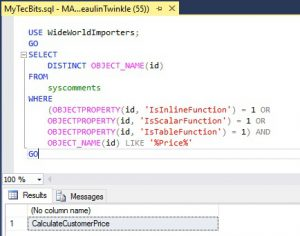 MyTecBits.sql - MA...eaulinTwinkle (55))
USE WideWorldImporters;
GO
SELECT
DISTINCT OBJECT_NAME(id)
FROM
syscomments
WHERE
(OBJECTPROPERTY(id, 'IsInlineFunction') = 1 OR
OBJECTPROPERTY(id, 'IsScalarFunction') = 1 OR
OBJECTPROPERTY(id, 'IsTableFunction') = 1) AND
OBJECT_NAME(id) LIKE '%Price%'
GO
100 %
Results Messages
(No column name)
1 CalculateCustomerPrice